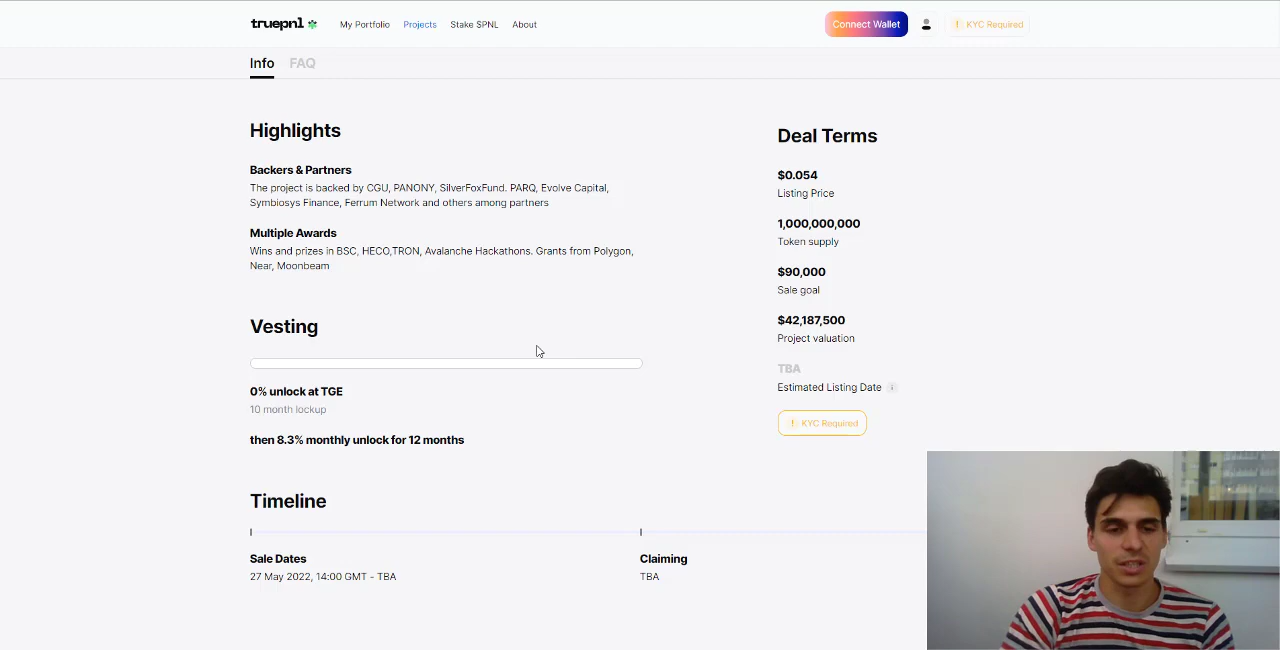 truepnl My Portfolio Projects Stake $PNL About Connect Wallet ! KYC Required
Info FAQ
Highlights
Backers & Partners
The project is backed by CGU, PANONY, SilverFoxFund. PARQ, Evolve Capital,
Symbiosys Finance, Ferrum Network and others among partners
Multiple Awards
Wins and prizes in BSC, HECO,TRON, Avalanche Hackathons. Grants from Polygon,
Near, Moonbeam
Vesting
0% unlock at TGE
10 month lockup
then 8.3% monthly unlock for 12 months
Deal Terms
$0.054
Listing Price
1,000,000,000
Token supply
$90,000
Sale goal
$42,187,500
Project valuation
TBA
Estimated Listing Date i
! KYC Required
Timeline
Sale Dates
27 May 2022, 14:00 GMT - TBA
Claiming
TBA